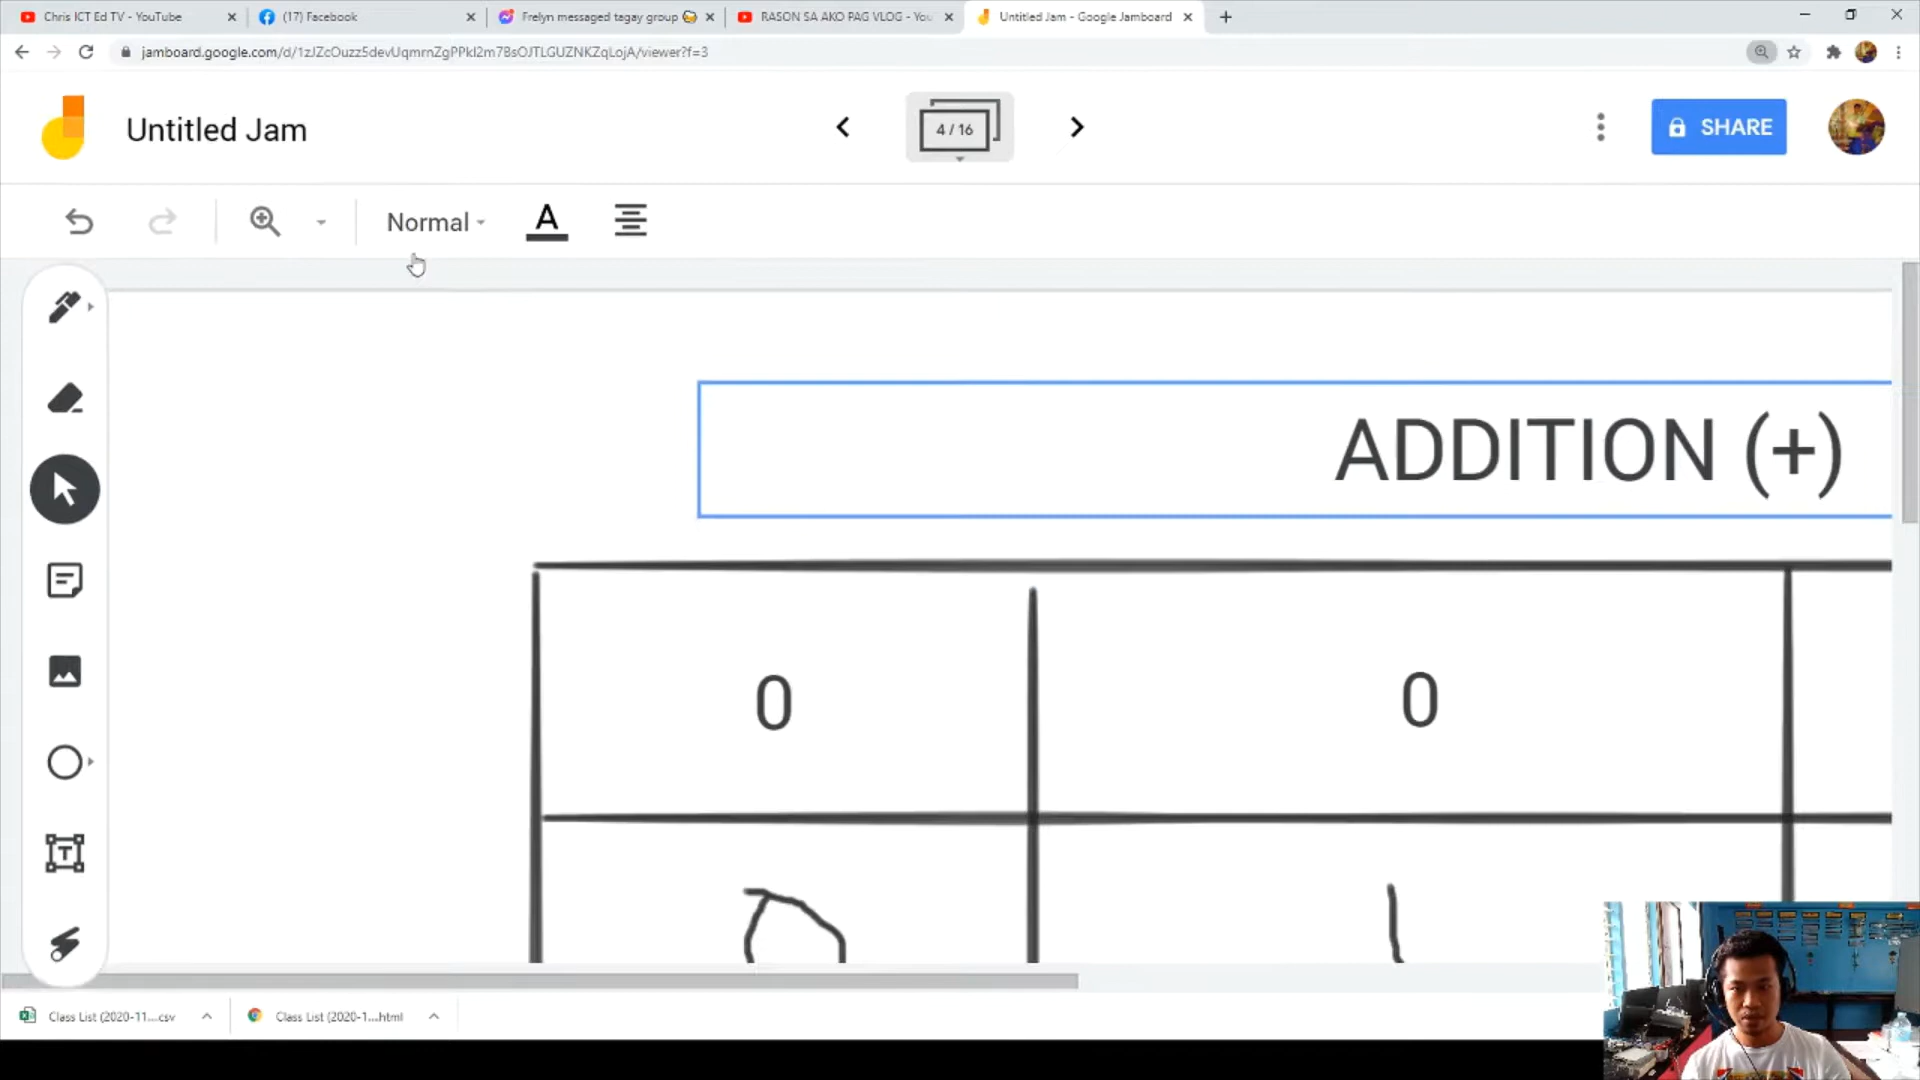 Chris ICT Ed TV - YouTube
(17) Facebook
Frelyn messaged tagay group
RASON SA AKO PAG VLOG - You
Untitled Jam - Google Jamboard
jamboard.google.com/d/1zJZcOuzz5devUqmrnZgPPkI2m7BsOJTLGUZNKZqLojA/viewer?f=3
Untitled Jam
4 / 16
SHARE
Normal
A
ADDITION (+)
0 0
0 1
Class List (2020-11....csv
Class List (2020-1....html